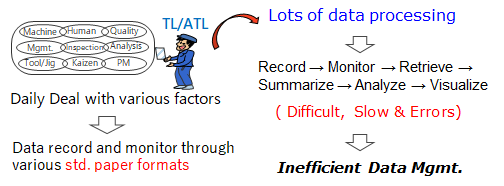 TL/ATL
Machine Human Quality
Mgmt. Inspection Analysis
Tool/Jig Kaizen PM
Daily Deal with various factors
Data record and monitor through
various std. paper formats
Lots of data processing
Record → Monitor → Retrieve →
Summarize → Analyze → Visualize
( Difficult, Slow & Errors)
Inefficient Data Mgmt.